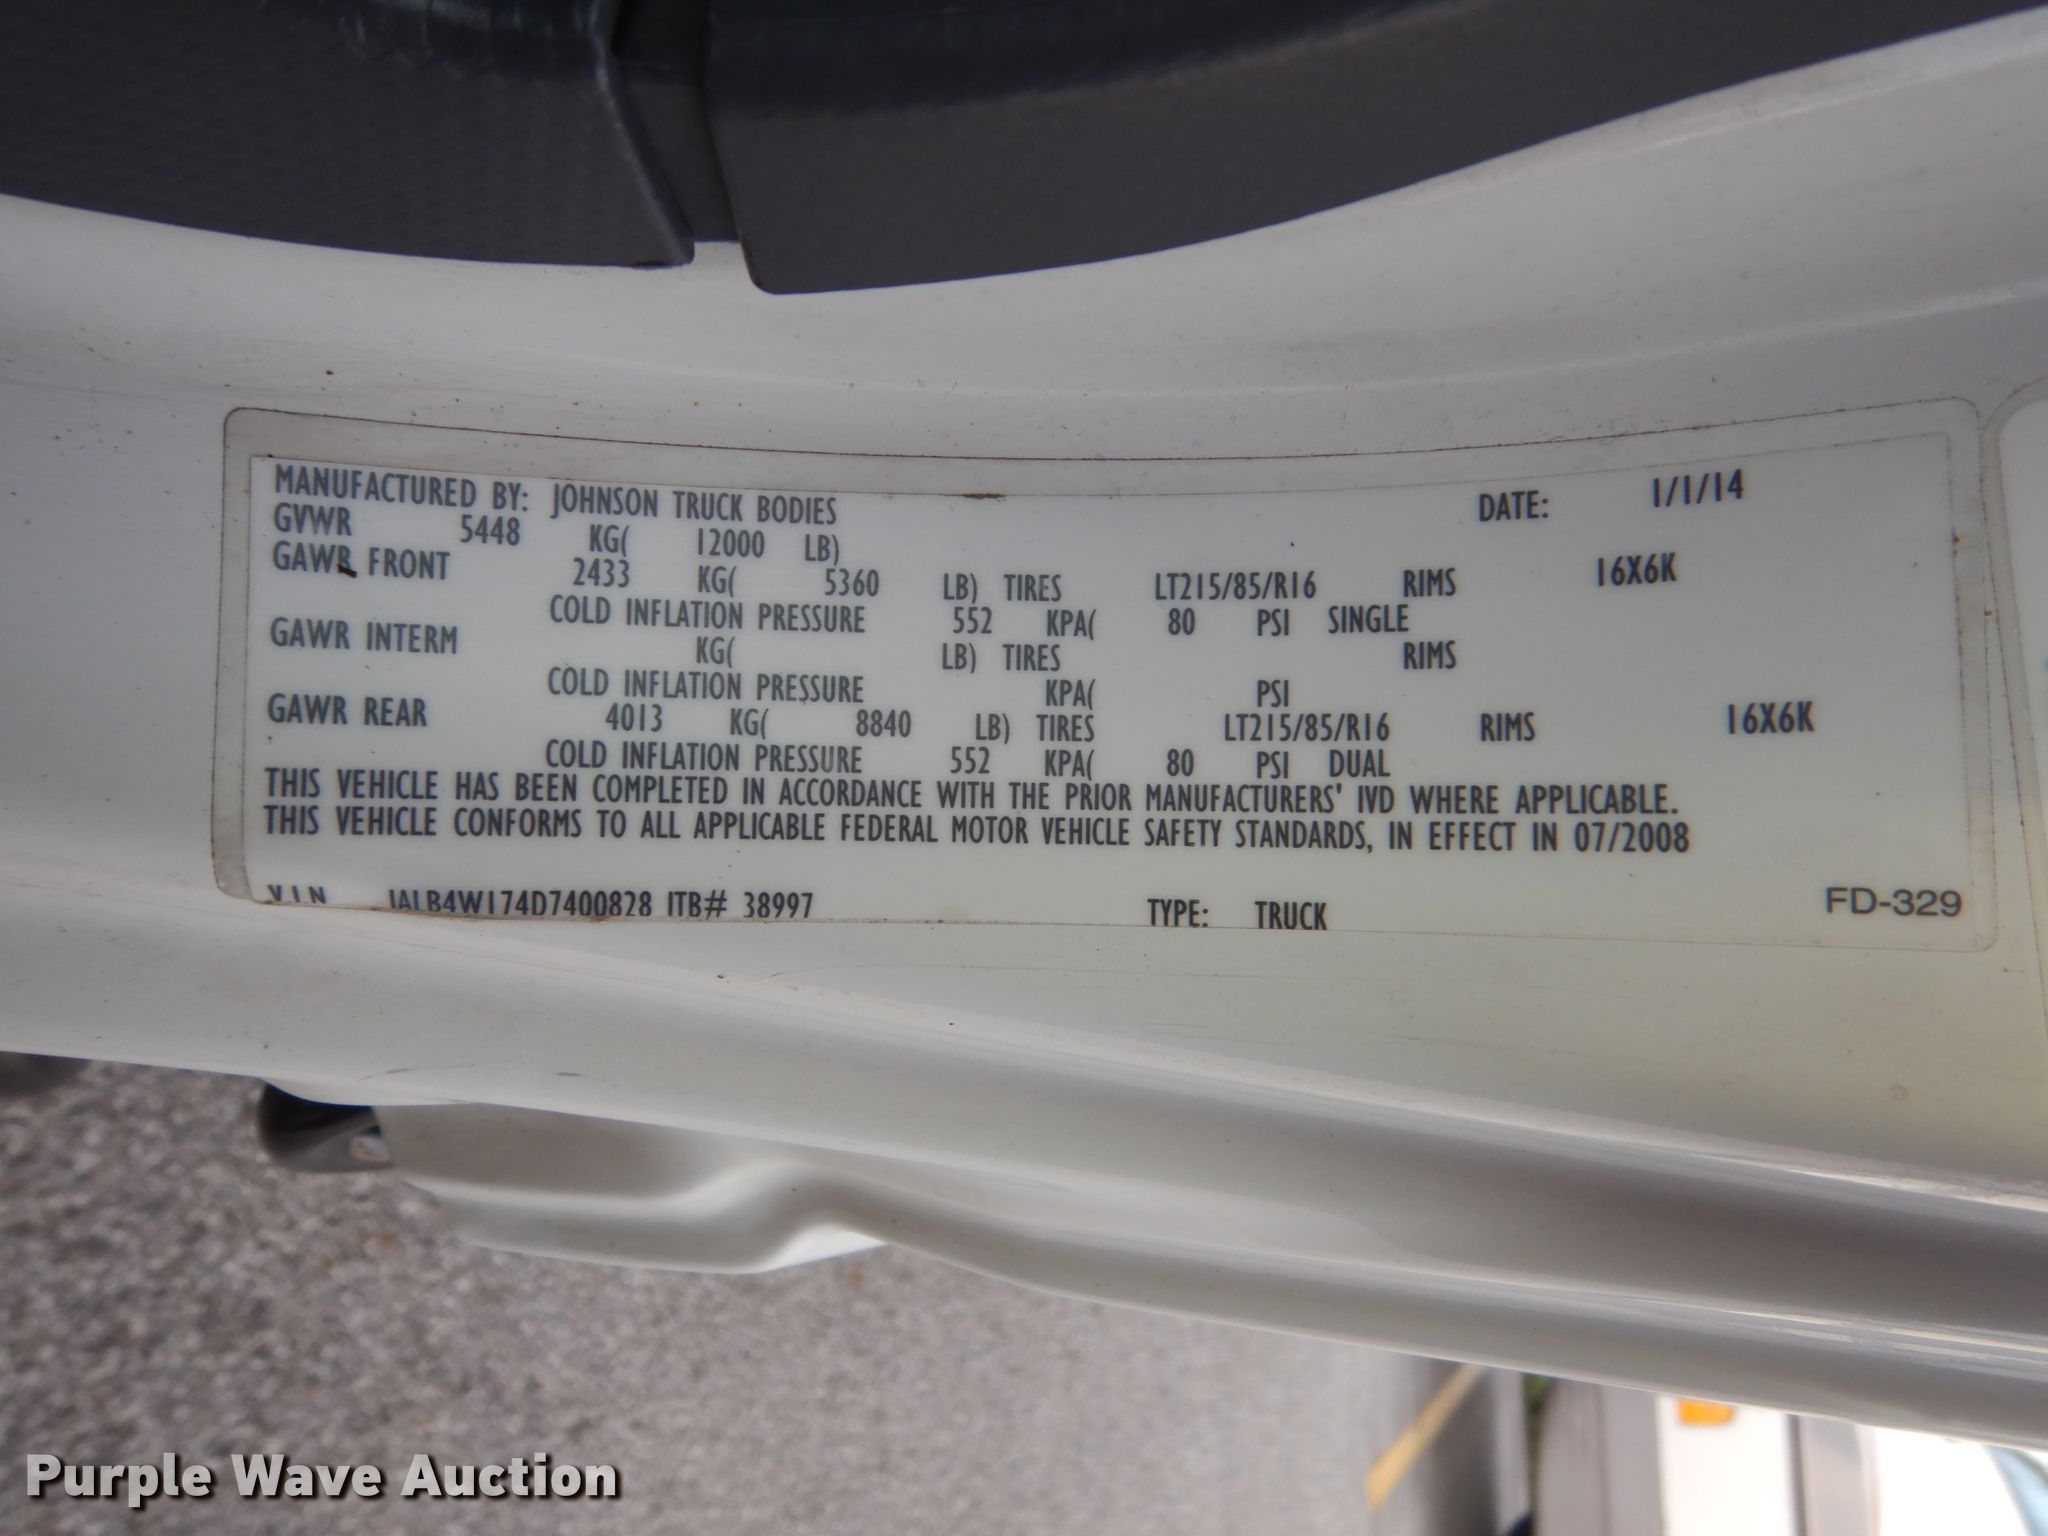 MANUFACTURED BY: JOHNSON TRUCK BODIES DATE: 1/1/14
GVWR 5448 KG( 12000 LB)
GAWR FRONT 2433 KG( 5360 LB) TIRES LT215/85/R16 RIMS 16X6K
COLD INFLATION PRESSURE 552 KPA( 80 PSI SINGLE
GAWR INTERM KG( LB) TIRES RIMS
COLD INFLATION PRESSURE KPA( PSI
GAWR REAR 4013 KG( 8840 LB) TIRES LT215/85/R16 RIMS 16X6K
COLD INFLATION PRESSURE 552 KPA( 80 PSI DUAL
THIS VEHICLE HAS BEEN COMPLETED IN ACCORDANCE WITH THE PRIOR MANUFACTURERS' IVD WHERE APPLICABLE.
THIS VEHICLE CONFORMS TO ALL APPLICABLE FEDERAL MOTOR VEHICLE SAFETY STANDARDS, IN EFFECT IN 07/2008
V.I.N JALB4W174D7400828 JTB# 38997 TYPE: TRUCK FD-329
Purple Wave Auction